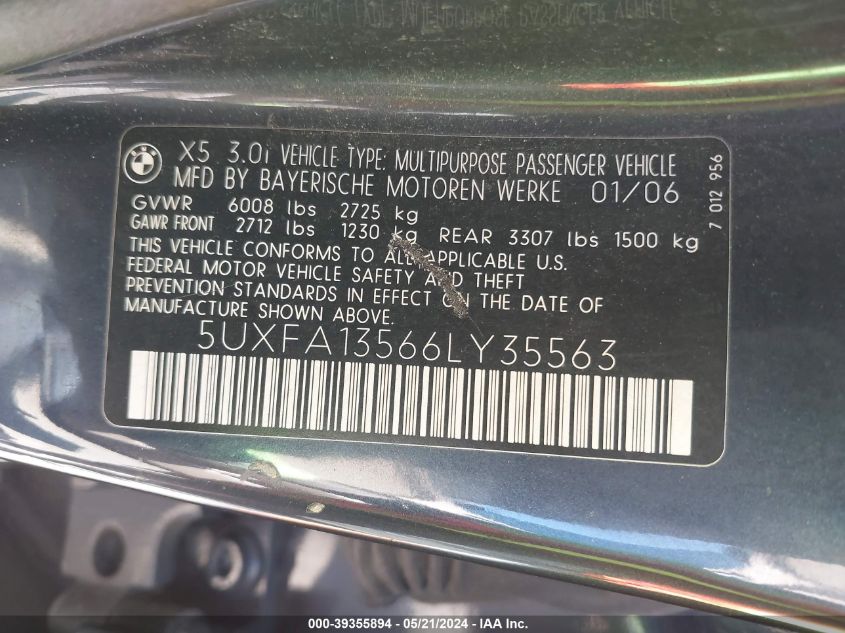 BMW
X5 3.0i VEHICLE TYPE: MULTIPURPOSE PASSENGER VEHICLE
MFD BY BAYERISCHE MOTOREN WERKE 01/06
GVWR 6008 lbs 2725 kg
GAWR FRONT 2712 lbs 1230 kg REAR 3307 lbs 1500 kg
THIS VEHICLE CONFORMS TO ALL APPLICABLE U.S.
FEDERAL MOTOR VEHICLE SAFETY AND THEFT
PREVENTION STANDARDS IN EFFECT ON THE DATE OF
MANUFACTURE SHOWN ABOVE.
5UXFA13566LY35563
7 012 956
000-39355894 - 05/21/2024 - IAA Inc.